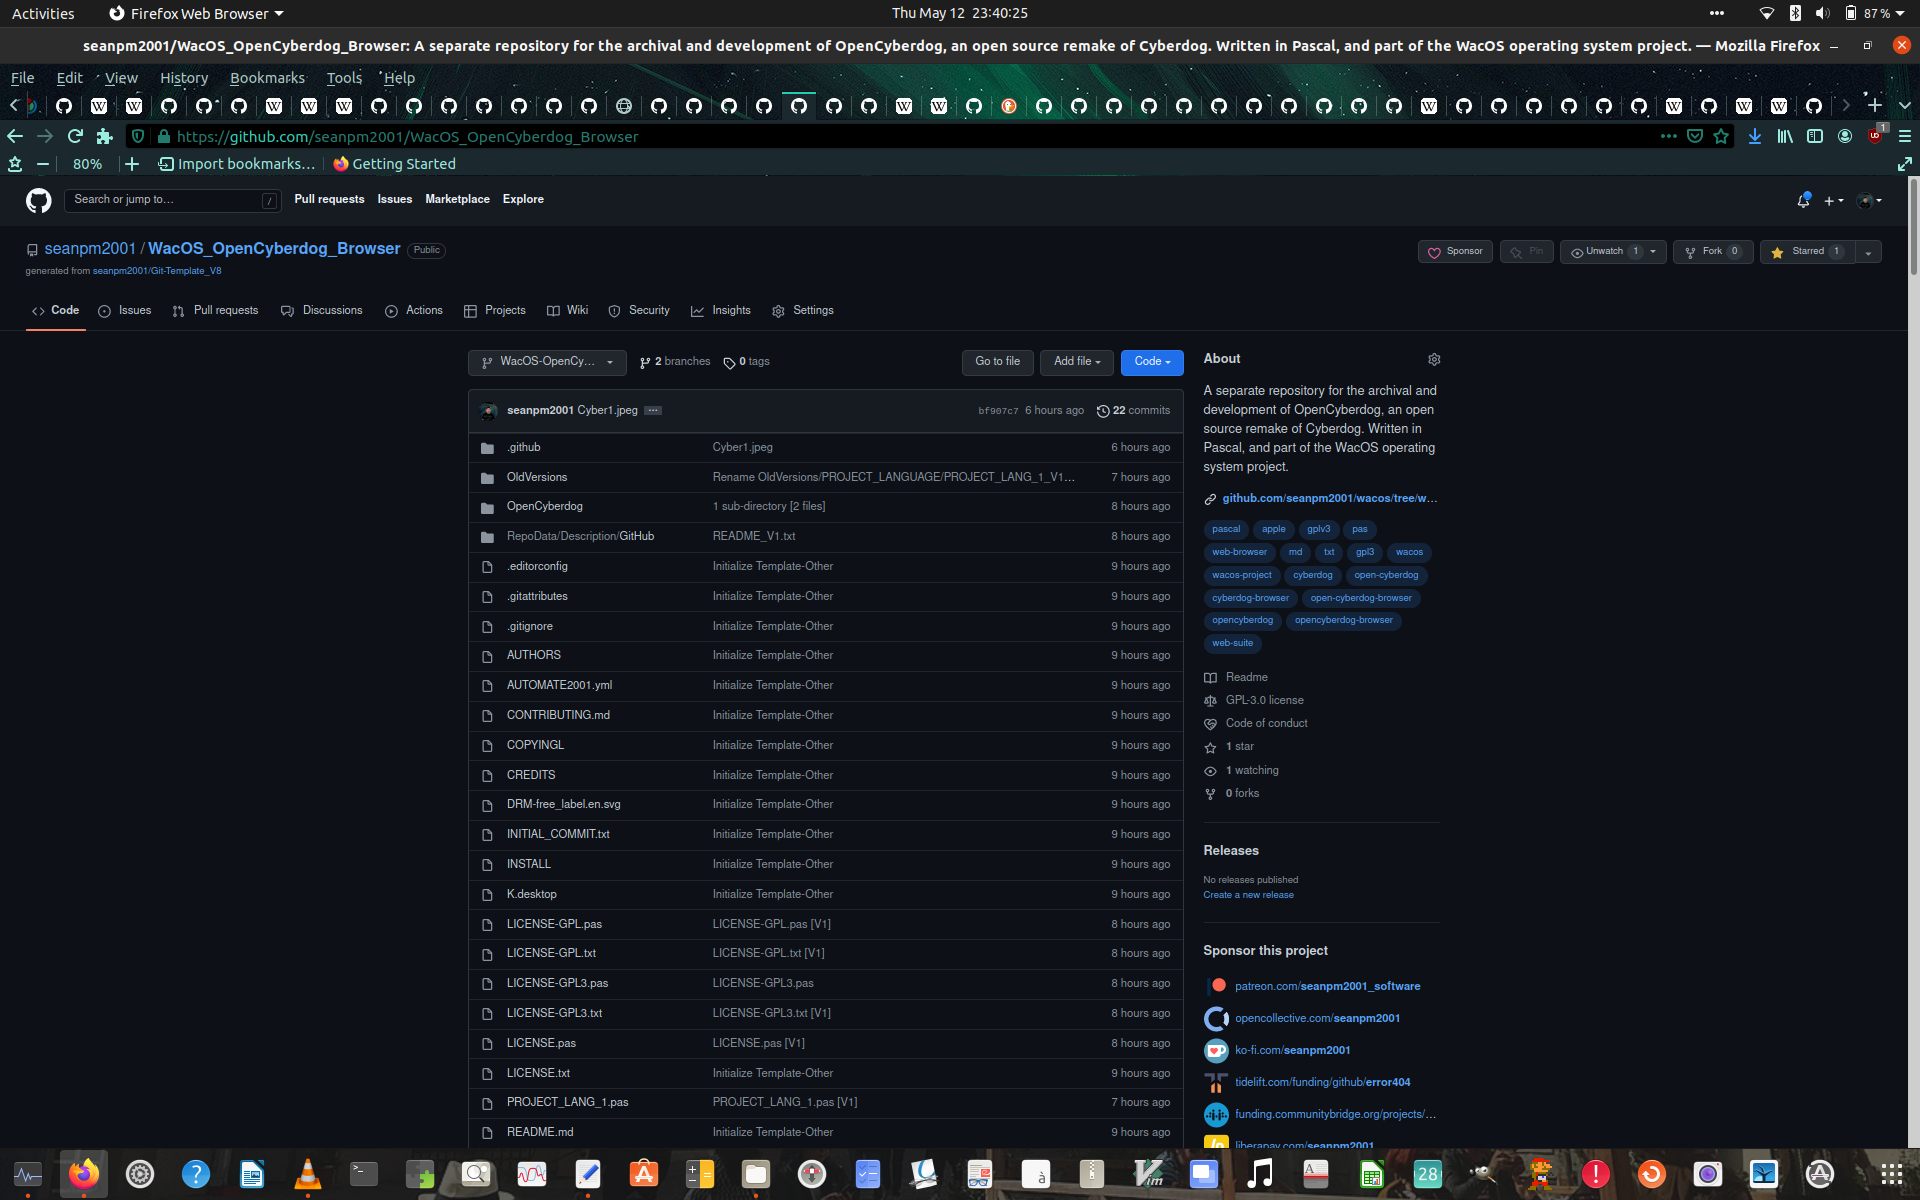 Activities
Firefox Web Browser
Thu May 12  23:40:25
87 %
seanpm2001/WacOS_OpenCyberdog_Browser: A separate repository for the archival and development of OpenCyberdog, an open source remake of Cyberdog. Written in Pascal, and part of the WacOS operating system project. — Mozilla Firefox
File Edit View History Bookmarks Tools Help
https://github.com/seanpm2001/WacOS_OpenCyberdog_Browser
1
80%
Import bookmarks...
Getting Started
Search or jump to...
/
Pull requests Issues Marketplace Explore
seanpm2001 / WacOS_OpenCyberdog_Browser Public
Sponsor
Pin
Unwatch 1
Fork 0
Starred 1
generated from seanpm2001/Git-Template_V8
Code Issues Pull requests Discussions Actions Projects Wiki Security Insights Settings
WacOS-OpenCy...
2 branches
0 tags
Go to file
Add file
Code
seanpm2001 Cyber1.jpeg ...
bf907c7 6 hours ago 22 commits
.github Cyber1.jpeg 6 hours ago
OldVersions Rename OldVersions/PROJECT_LANGUAGE/PROJECT_LANG_1_V1... 7 hours ago
OpenCyberdog 1 sub-directory [2 files] 8 hours ago
RepoData/Description/GitHub README_V1.txt 8 hours ago
.editorconfig Initialize Template-Other 9 hours ago
.gitattributes Initialize Template-Other 9 hours ago
.gitignore Initialize Template-Other 9 hours ago
AUTHORS Initialize Template-Other 9 hours ago
AUTOMATE2001.yml Initialize Template-Other 9 hours ago
CONTRIBUTING.md Initialize Template-Other 9 hours ago
COPYINGL Initialize Template-Other 9 hours ago
CREDITS Initialize Template-Other 9 hours ago
DRM-free_label.en.svg Initialize Template-Other 9 hours ago
INITIAL_COMMIT.txt Initialize Template-Other 9 hours ago
INSTALL Initialize Template-Other 9 hours ago
K.desktop Initialize Template-Other 9 hours ago
LICENSE-GPL.pas LICENSE-GPL.pas [V1] 8 hours ago
LICENSE-GPL.txt LICENSE-GPL.txt [V1] 8 hours ago
LICENSE-GPL3.pas LICENSE-GPL3.pas 8 hours ago
LICENSE-GPL3.txt LICENSE-GPL3.txt [V1] 8 hours ago
LICENSE.pas LICENSE.pas [V1] 8 hours ago
LICENSE.txt Initialize Template-Other 9 hours ago
PROJECT_LANG_1.pas PROJECT_LANG_1.pas [V1] 7 hours ago
README.md Initialize Template-Other 9 hours ago
About
A separate repository for the archival and
development of OpenCyberdog, an open
source remake of Cyberdog. Written in
Pascal, and part of the WacOS operating
system project.
github.com/seanpm2001/wacos/tree/w...
pascal apple gplv3 pas
web-browser md txt gpl3 wacos
wacos-project cyberdog open-cyberdog
cyberdog-browser open-cyberdog-browser
opencyberdog opencyberdog-browser
web-suite
Readme
GPL-3.0 license
Code of conduct
1 star
1 watching
0 forks
Releases
No releases published
Create a new release
Sponsor this project
patreon.com/seanpm2001_software
opencollective.com/seanpm2001
ko-fi.com/seanpm2001
tidelift.com/funding/github/error404
funding.communitybridge.org/projects/...
liberapay.com/seanpm2001
28